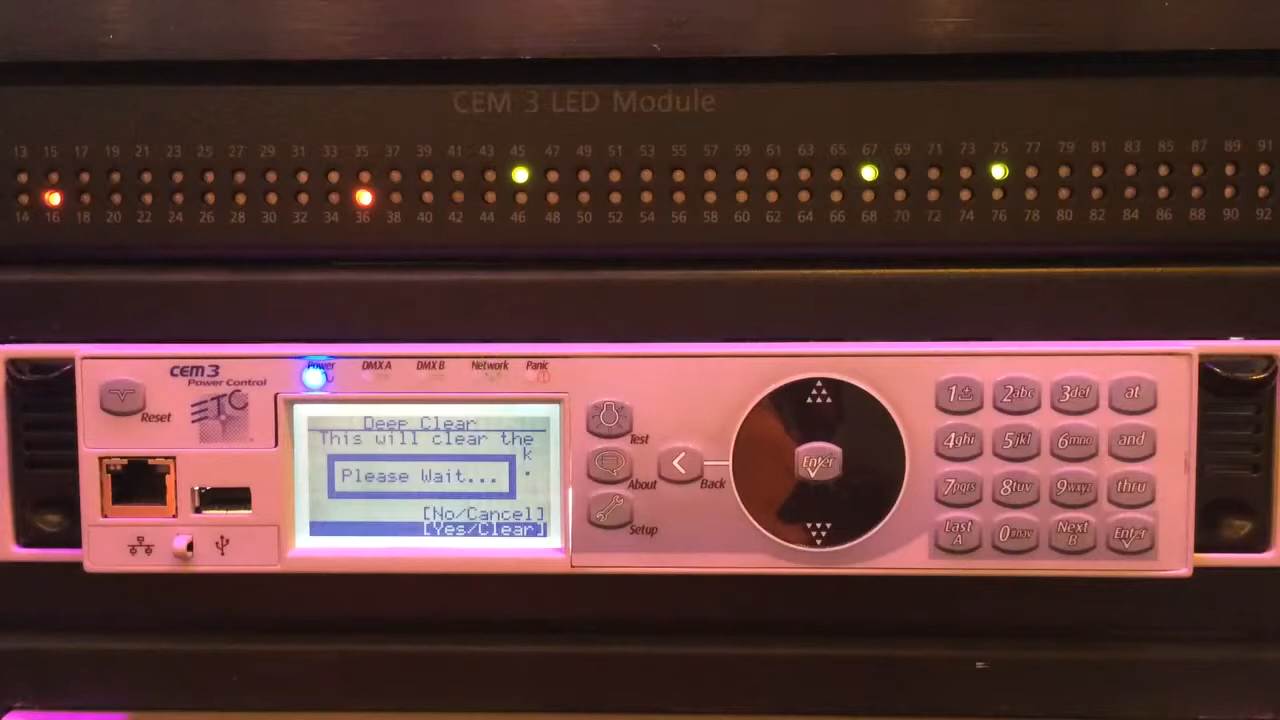 CEM 3 LED Module
13 15 17 19 21 23 25 27 29 31 33 35 37 39 41 43 45 47 49 51 53 55 57 59 61 63 65 67 69 71 73 75 77 79 81 83 85 87 89 91
14 16 18 20 22 24 26 28 30 32 34 36 38 40 42 44 46 48 50 52 54 56 58 60 62 64 66 68 70 72 74 76 78 80 82 84 86 88 90 92
CEM3
Power Control
ETC
Reset
Power DMX A DMX B Network Panic
Deep Clear
This will clear the
k
Please Wait...
.
[No/Cancel]
[Yes/Clear]
Test
About
Back
Setup
Enter
1 2abc 3def at
4ghi 5jkl 6mno and
7pqrs 8tuv 9wxyz thru
Last A 0#nav Next B Enter